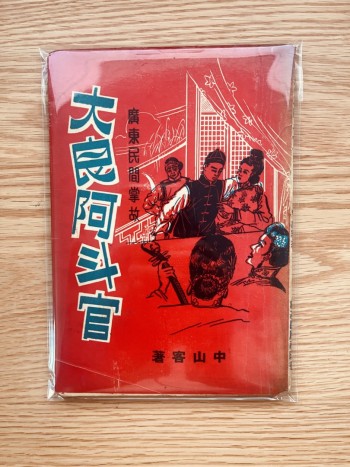 大良阿斗官
廣東民間掌故
中山客著